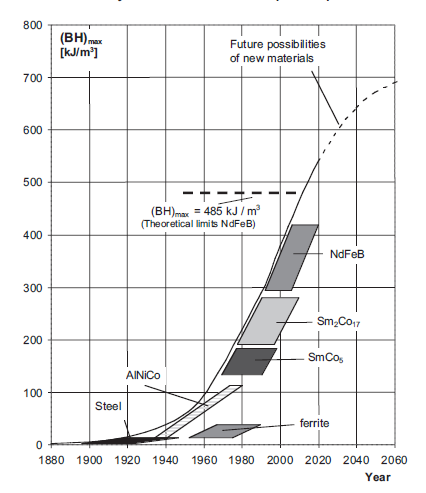 800
(BH)max
[kJ/m³]
Future possibilities
of new materials
700
600
500
(BH)max = 485 kJ / m³
(Theoretical limits NdFeB)
400
NdFeB
300
Sm₂Co₁₇
200
SmCo₅
AlNiCo
100
Steel
ferrite
0
1880 1900 1920 1940 1960 1980 2000 2020 2040 2060
Year